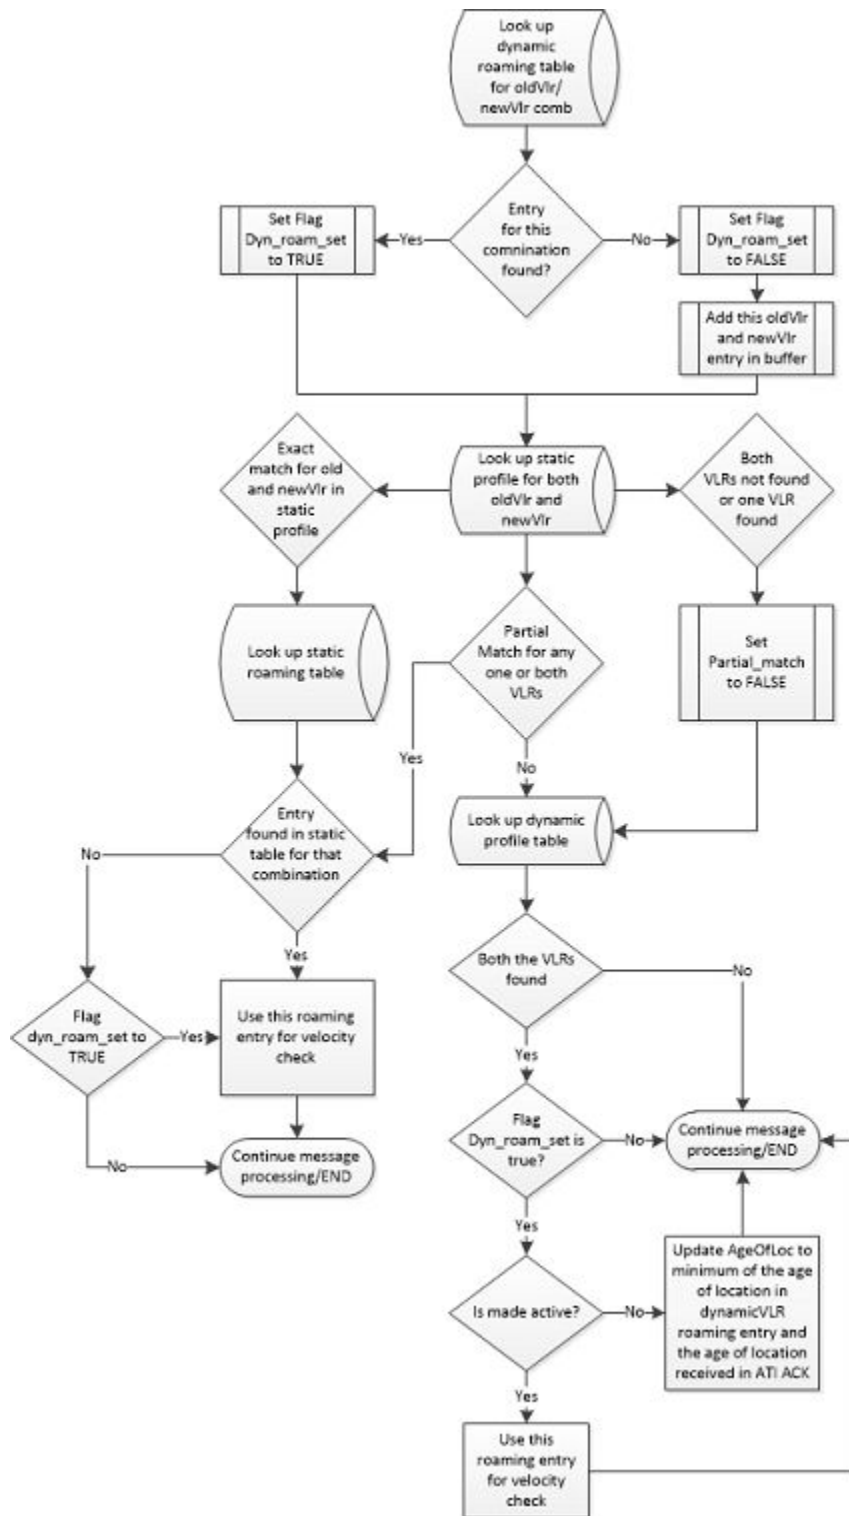 Look up
dynamic
roaming table
for oldVlr/
newVlr comb
Entry
for this
comnination
found?
Yes
No
Set Flag
Dyn_roam_set
to TRUE
Set Flag
Dyn_roam_set
to FALSE
Add this oldVlr
and newVlr
entry in buffer
Exact
match for old
and newVlr in
static
profile
Look up static
profile for both
oldVlr and
newVlr
Both
VLRs not found
or one VLR
found
Look up static
roaming table
Partial
Match for any
one or both
VLRs
Set
Partial_match
to FALSE
Yes
No
Entry
found in static
table for that
combination
Look up dynamic
profile table
No
Yes
Both the VLRs
found
No
Flag
dyn_roam_set to
TRUE
Yes
Use this roaming
entry for velocity
check
Yes
Flag
Dyn_roam_set is
true?
No
Continue message
processing/END
No
Continue message
processing/END
Yes
Is made active?
No
Update AgeOfLoc to
minimum of the age
of location in
dynamicVLR
roaming entry and
the age of location
received in ATI ACK
Yes
Use this
roaming entry
for velocity
check